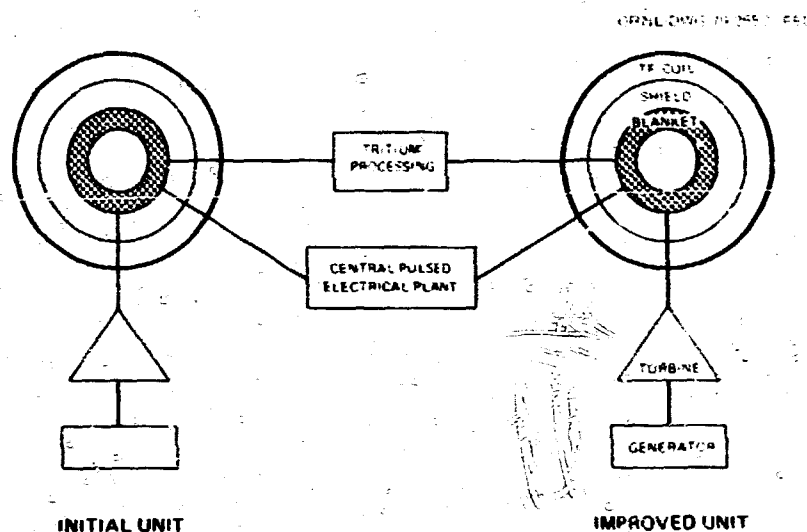 TF COIL
SHIELD
BLANKET
TRITIUM
PROCESSING
CENTRAL PULSED
ELECTRICAL PLANT
TURBINE
GENERATOR
INITIAL UNIT
IMPROVED UNIT